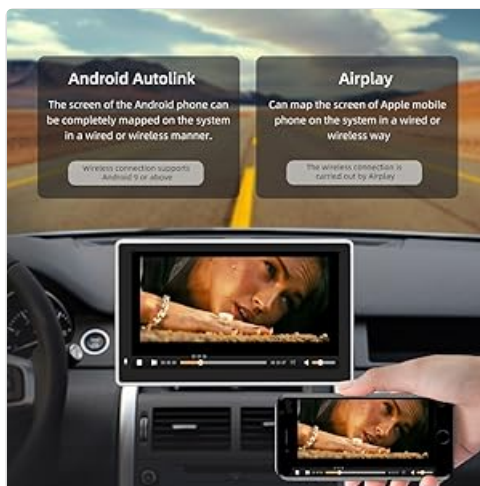 Android Autolink
The screen of the Android phone can
be completely mapped on the system
in a wired or wireless manner.
Wireless connection supports
Android 9 or above
Airplay
Can map the screen of Apple mobile
phone on the system in a wired or
wireless way
The wireless connection is
carried out by Airplay